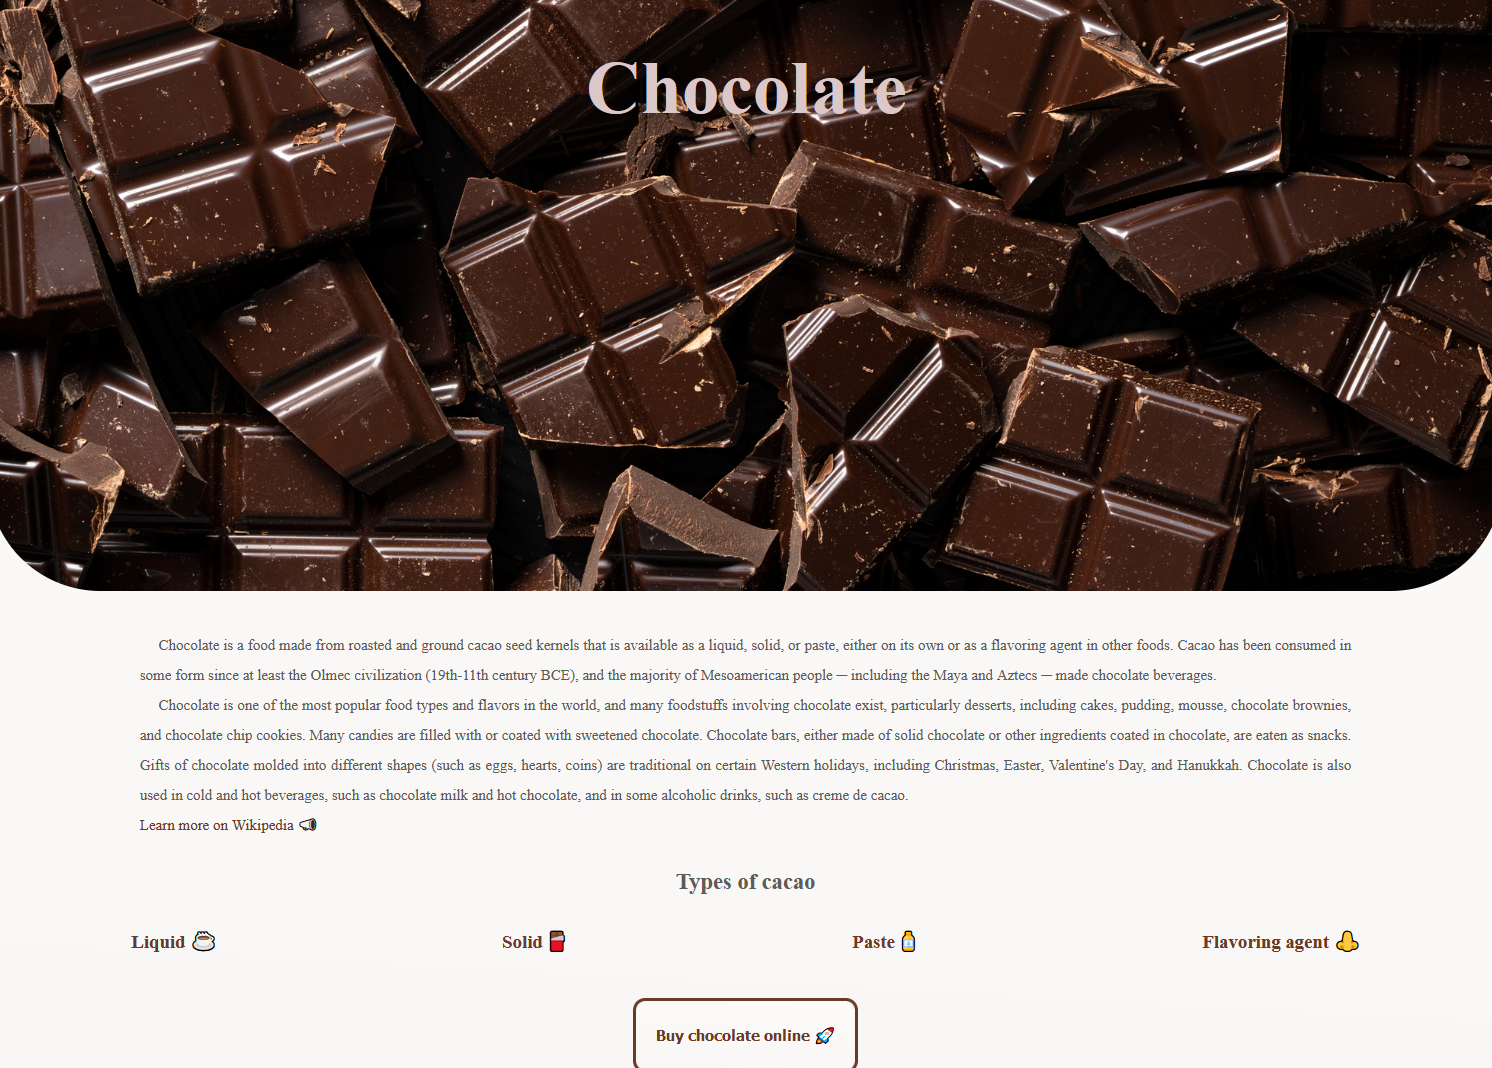 Chocolate
Chocolate is a food made from roasted and ground cacao seed kernels that is available as a liquid, solid, or paste, either on its own or as a flavoring agent in other foods. Cacao has been consumed in
some form since at least the Olmec civilization (19th-11th century BCE), and the majority of Mesoamerican people — including the Maya and Aztecs — made chocolate beverages.
Chocolate is one of the most popular food types and flavors in the world, and many foodstuffs involving chocolate exist, particularly desserts, including cakes, pudding, mousse, chocolate brownies,
and chocolate chip cookies. Many candies are filled with or coated with sweetened chocolate. Chocolate bars, either made of solid chocolate or other ingredients coated in chocolate, are eaten as snacks.
Gifts of chocolate molded into different shapes (such as eggs, hearts, coins) are traditional on certain Western holidays, including Christmas, Easter, Valentine's Day, and Hanukkah. Chocolate is also
used in cold and hot beverages, such as chocolate milk and hot chocolate, and in some alcoholic drinks, such as creme de cacao.
Learn more on Wikipedia
Types of cacao
Liquid
Solid
Paste
Flavoring agent
Buy chocolate online 🚀